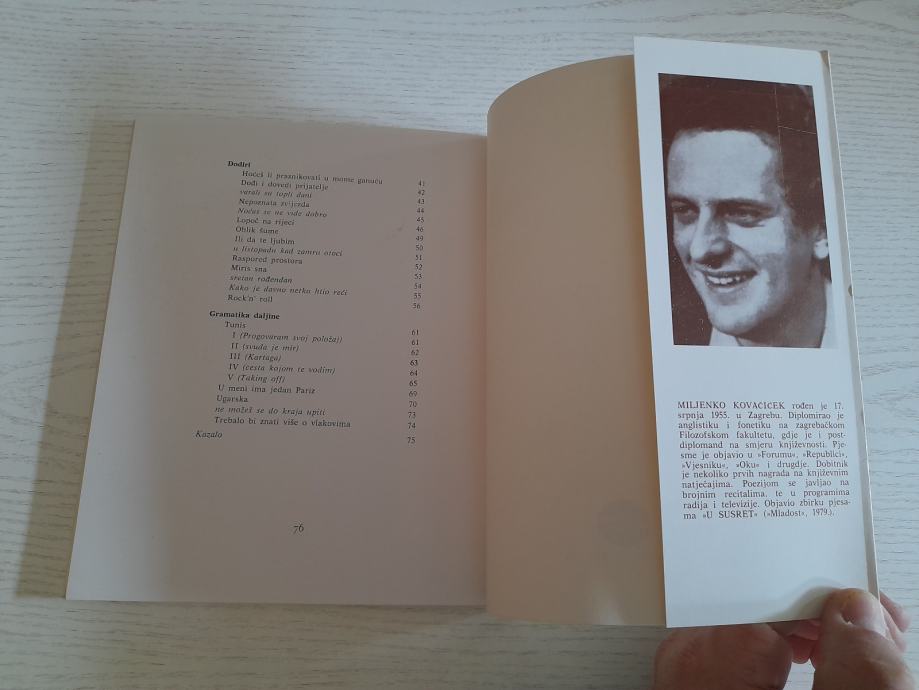 Dodiri
Hoćeš li praznikovati u mome ganuću 41
Dođi i dovedi prijatelje 42
varali su topli dani 43
Nepoznata zvijezda 44
Noćas se ne vide dobro 45
Lopoč na rijeci 46
Oblik šume 49
Ili da te ljubim 50
u listopadu kad zamru otoci 51
Raspored prostora 52
Miris sna 53
sretan rođendan 54
Kako je davno netko htio reći 55
Rock'n' roll 56
Gramatika daljine
Tunis 61
I (Progovaram svoj položaj) 61
II (svuda je mir) 62
III (Kartaga) 63
IV (cesta kojom te vodim) 64
V (Taking off) 65
U meni ima jedan Pariz 69
Ugarska 70
ne možeš se do kraja upiti 73
Trebalo bi znati više o vlakovima 74
Kazalo 75
76
MILJENKO KOVAČIĆEK rođen je 17.
srpnja 1955. u Zagrebu. Diplomirao je
anglistiku i fonetiku na zagrebačkom
Filozofskom fakultetu, gdje je i post-
diplomand na smjeru književnosti. Pje-
sme je objavio u »Forumu«, »Republici«,
»Vjesniku«, »Oku« i drugdje. Dobitnik
je nekoliko prvih nagrada na književnim
natječajima. Poezijom se javljao na
brojnim recitalima, te u programima
radija i televizije. Objavio zbirku pjesa-
ma »U SUSRET« (»Mladost«, 1979.).